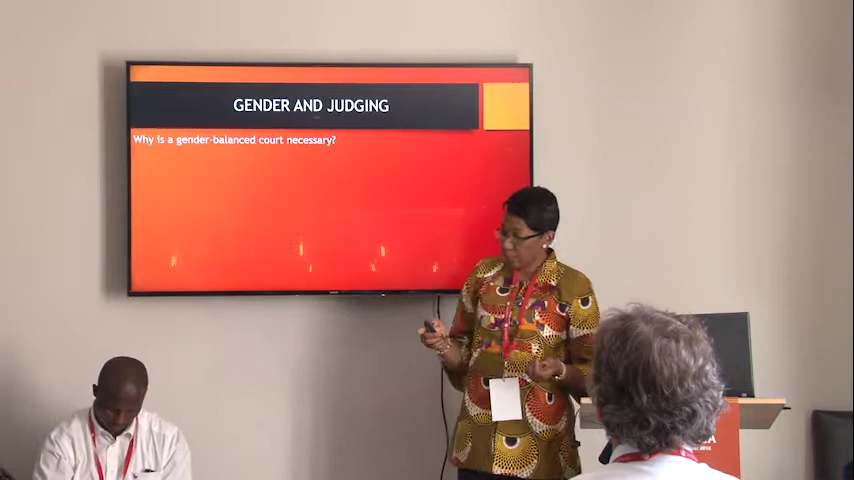 GENDER AND JUDGING
Why is a gender-balanced court necessary?